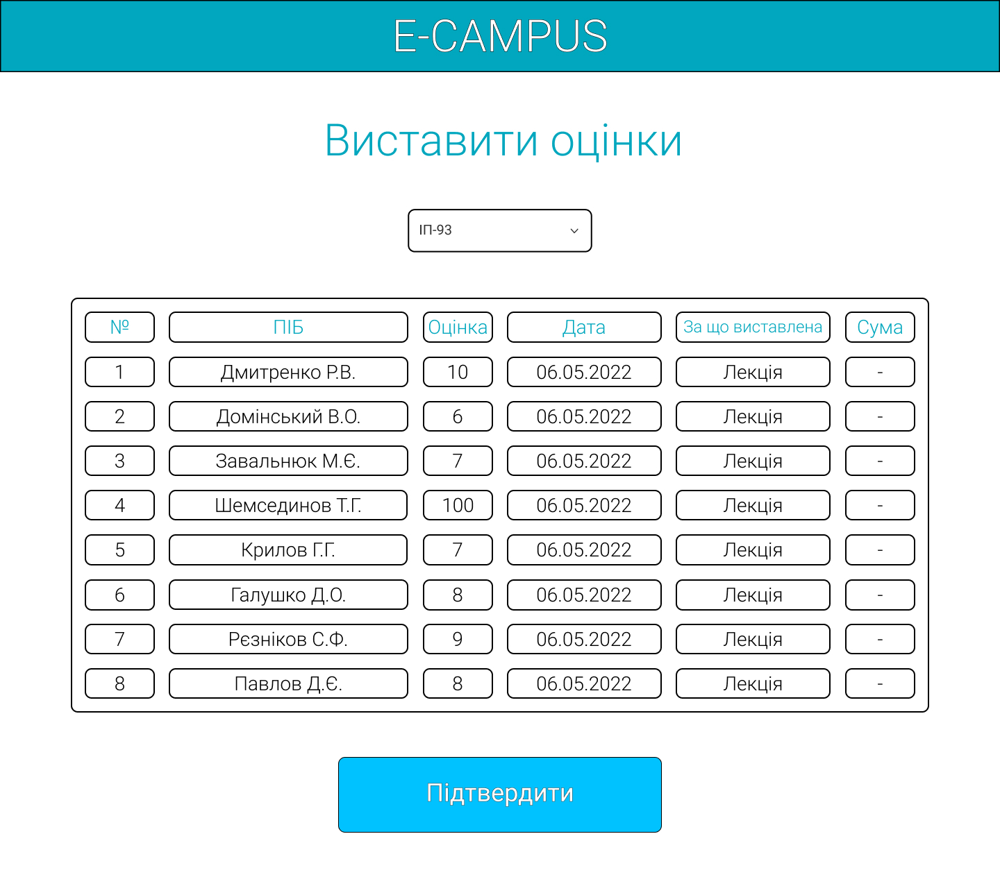 E-CAMPUS
Виставити оцінки
ІП-93
№ ПІБ Оцінка Дата За що виставлена Сума
1 Дмитренко Р.В. 10 06.05.2022 Лекція -
2 Домінський В.О. 6 06.05.2022 Лекція -
3 Завальнюк М.Є. 7 06.05.2022 Лекція -
4 Шемсединов Т.Г. 100 06.05.2022 Лекція -
5 Крилов Г.Г. 7 06.05.2022 Лекція -
6 Галушко Д.О. 8 06.05.2022 Лекція -
7 Рєзніков С.Ф. 9 06.05.2022 Лекція -
8 Павлов Д.Є. 8 06.05.2022 Лекція -
Підтвердити